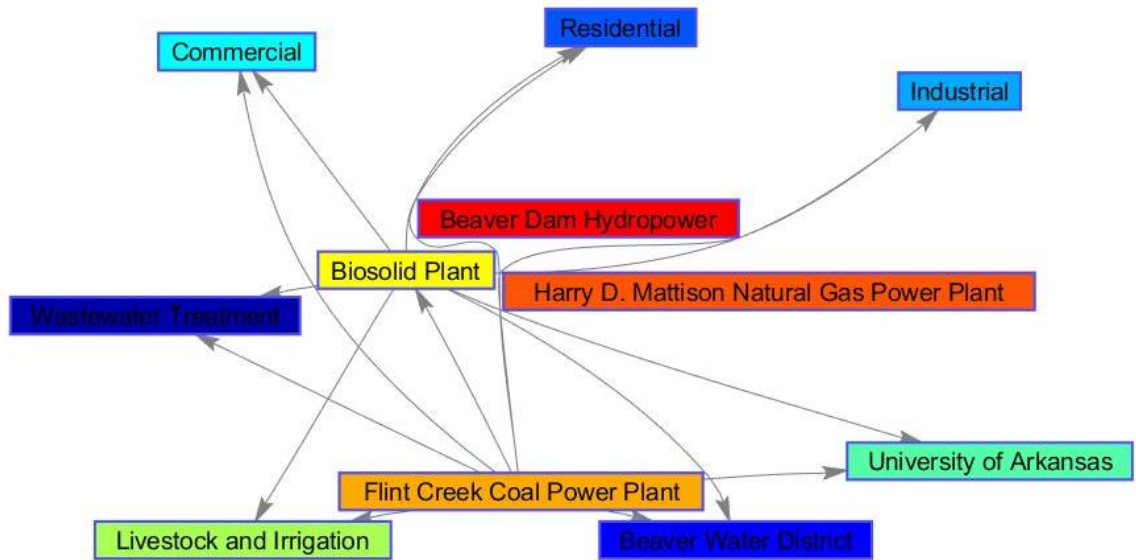 Residential
Commercial
Industrial
Beaver Dam Hydropower
Biosolid Plant
Harry D. Mattison Natural Gas Power Plant
Wastewater Treatment
University of Arkansas
Flint Creek Coal Power Plant
Livestock and Irrigation
Beaver Water District